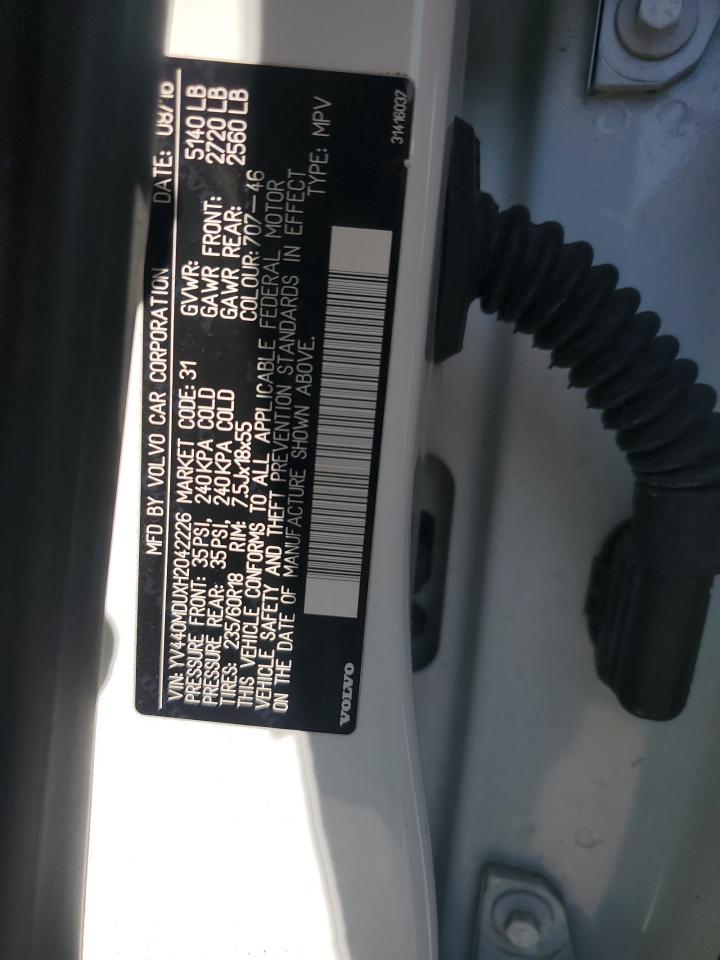 MFD BY VOLVO CAR CORPORATION DATE: 08/16
VIN: YV440MDUXH2042226 MARKET CODE: 31 GVWR: 5140 LB
PRESSURE FRONT: 35PSI, 240KPA COLD GAWR FRONT: 2720 LB
PRESSURE REAR: 35PSI, 240KPA COLD GAWR REAR: 2560 LB
TIRES: 235/60R18 RIM: 7.5Jx18x55 COLOUR: 707-46
THIS VEHICLE CONFORMS TO ALL APPLICABLE FEDERAL MOTOR
VEHICLE SAFETY AND THEFT PREVENTION STANDARDS IN EFFECT
ON THE DATE OF MANUFACTURE SHOWN ABOVE. TYPE: MPV
VOLVO 31416037